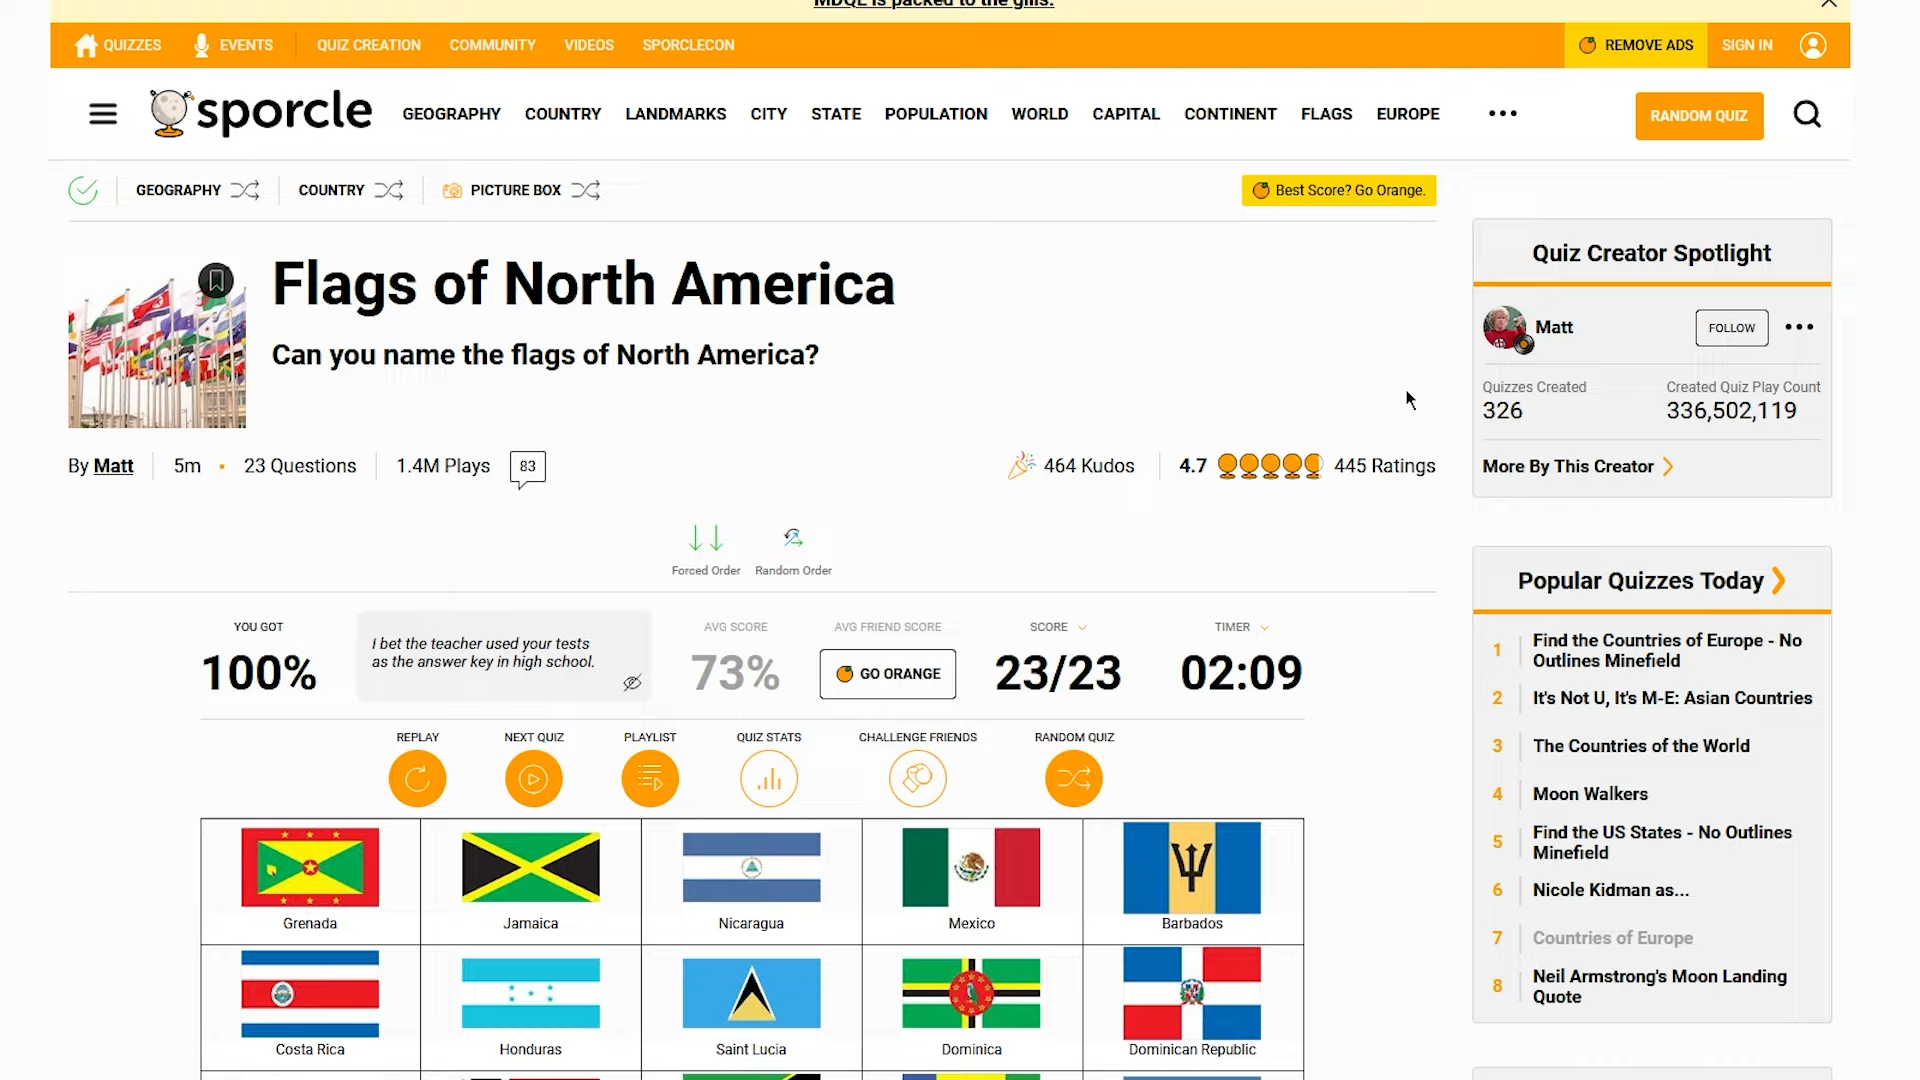 MDQL is packed to the gills.
QUIZZES EVENTS QUIZ CREATION COMMUNITY VIDEOS SPORCLECON REMOVE ADS SIGN IN
sporcle GEOGRAPHY COUNTRY LANDMARKS CITY STATE POPULATION WORLD CAPITAL CONTINENT FLAGS EUROPE RANDOM QUIZ
GEOGRAPHY COUNTRY PICTURE BOX Best Score? Go Orange.
Flags of North America
Can you name the flags of North America?
By Matt 5m • 23 Questions 1.4M Plays 83 464 Kudos 4.7 445 Ratings
Forced Order Random Order
YOU GOT
100%
I bet the teacher used your tests
as the answer key in high school.
AVG SCORE
73%
AVG FRIEND SCORE
GO ORANGE
SCORE
23/23
TIMER
02:09
REPLAY NEXT QUIZ PLAYLIST QUIZ STATS CHALLENGE FRIENDS RANDOM QUIZ
Grenada Jamaica Nicaragua Mexico Barbados
Costa Rica Honduras Saint Lucia Dominica Dominican Republic
Quiz Creator Spotlight
Matt FOLLOW
Quizzes Created Created Quiz Play Count
326 336,502,119
More By This Creator
Popular Quizzes Today
1 Find the Countries of Europe - No
Outlines Minefield
2 It's Not U, It's M-E: Asian Countries
3 The Countries of the World
4 Moon Walkers
5 Find the US States - No Outlines
Minefield
6 Nicole Kidman as...
7 Countries of Europe
8 Neil Armstrong's Moon Landing
Quote